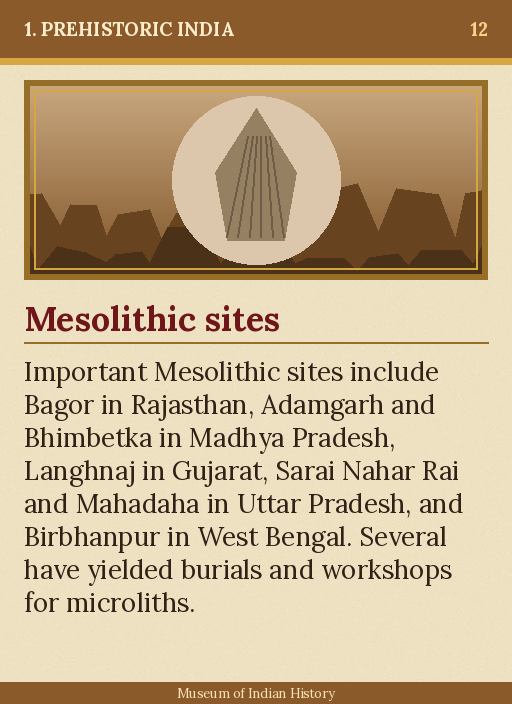 1. PREHISTORIC INDIA 12
Mesolithic sites
Important Mesolithic sites include
Bagor in Rajasthan, Adamgarh and
Bhimbetka in Madhya Pradesh,
Langhnaj in Gujarat, Sarai Nahar Rai
and Mahadaha in Uttar Pradesh, and
Birbhanpur in West Bengal. Several
have yielded burials and workshops
for microliths.
Museum of Indian History